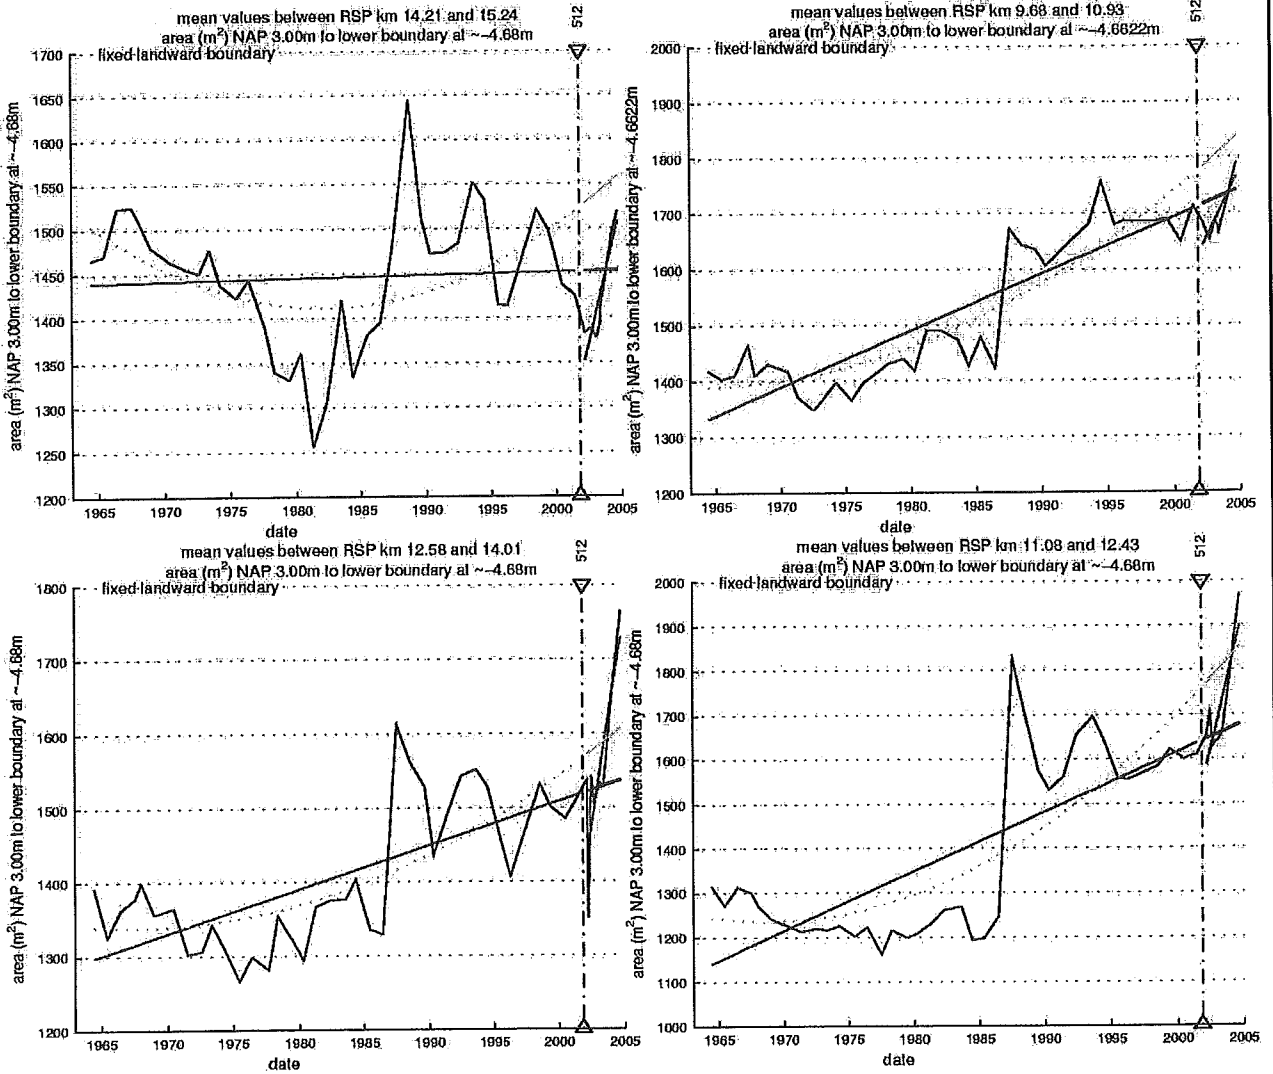 mean values between RSP km 14.21 and 15.24
area (m²) NAP 3.00m to lower boundary at ~−4.68m
fixed landward boundary
512
area (m²) NAP 3.00m to lower boundary at ~−4.68m
1700
1650
1600
1550
1500
1450
1400
1350
1300
1250
1200
1965 1970 1975 1980 1985 1990 1995 2000 2005
date
mean values between RSP km 9.68 and 10.93
area (m²) NAP 3.00m to lower boundary at ~−4.6622m
fixed landward boundary
512
area (m²) NAP 3.00m to lower boundary at ~−4.6622m
2000
1900
1800
1700
1600
1500
1400
1300
1200
1965 1970 1975 1980 1985 1990 1995 2000 2005
date
mean values between RSP km 12.58 and 14.01
area (m²) NAP 3.00m to lower boundary at ~−4.68m
fixed landward boundary
512
area (m²) NAP 3.00m to lower boundary at ~−4.68m
1800
1700
1600
1500
1400
1300
1200
1965 1970 1975 1980 1985 1990 1995 2000 2005
date
mean values between RSP km 11.08 and 12.43
area (m²) NAP 3.00m to lower boundary at ~−4.68m
fixed landward boundary
512
area (m²) NAP 3.00m to lower boundary at ~−4.68m
2000
1900
1800
1700
1600
1500
1400
1300
1200
1100
1000
1965 1970 1975 1980 1985 1990 1995 2000 2005
date